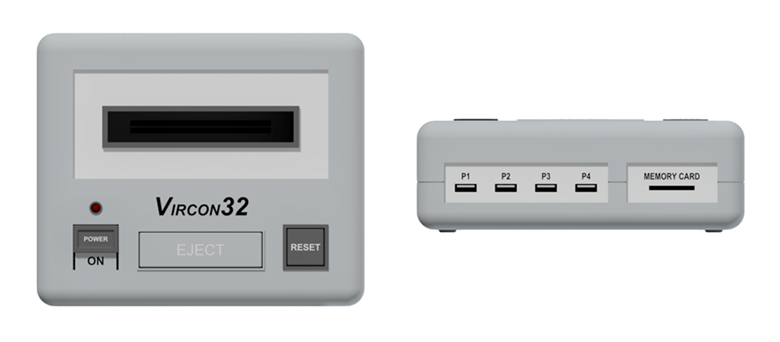 VIRCON32
POWER
ON
EJECT
RESET
P1 P2 P3 P4
MEMORY CARD